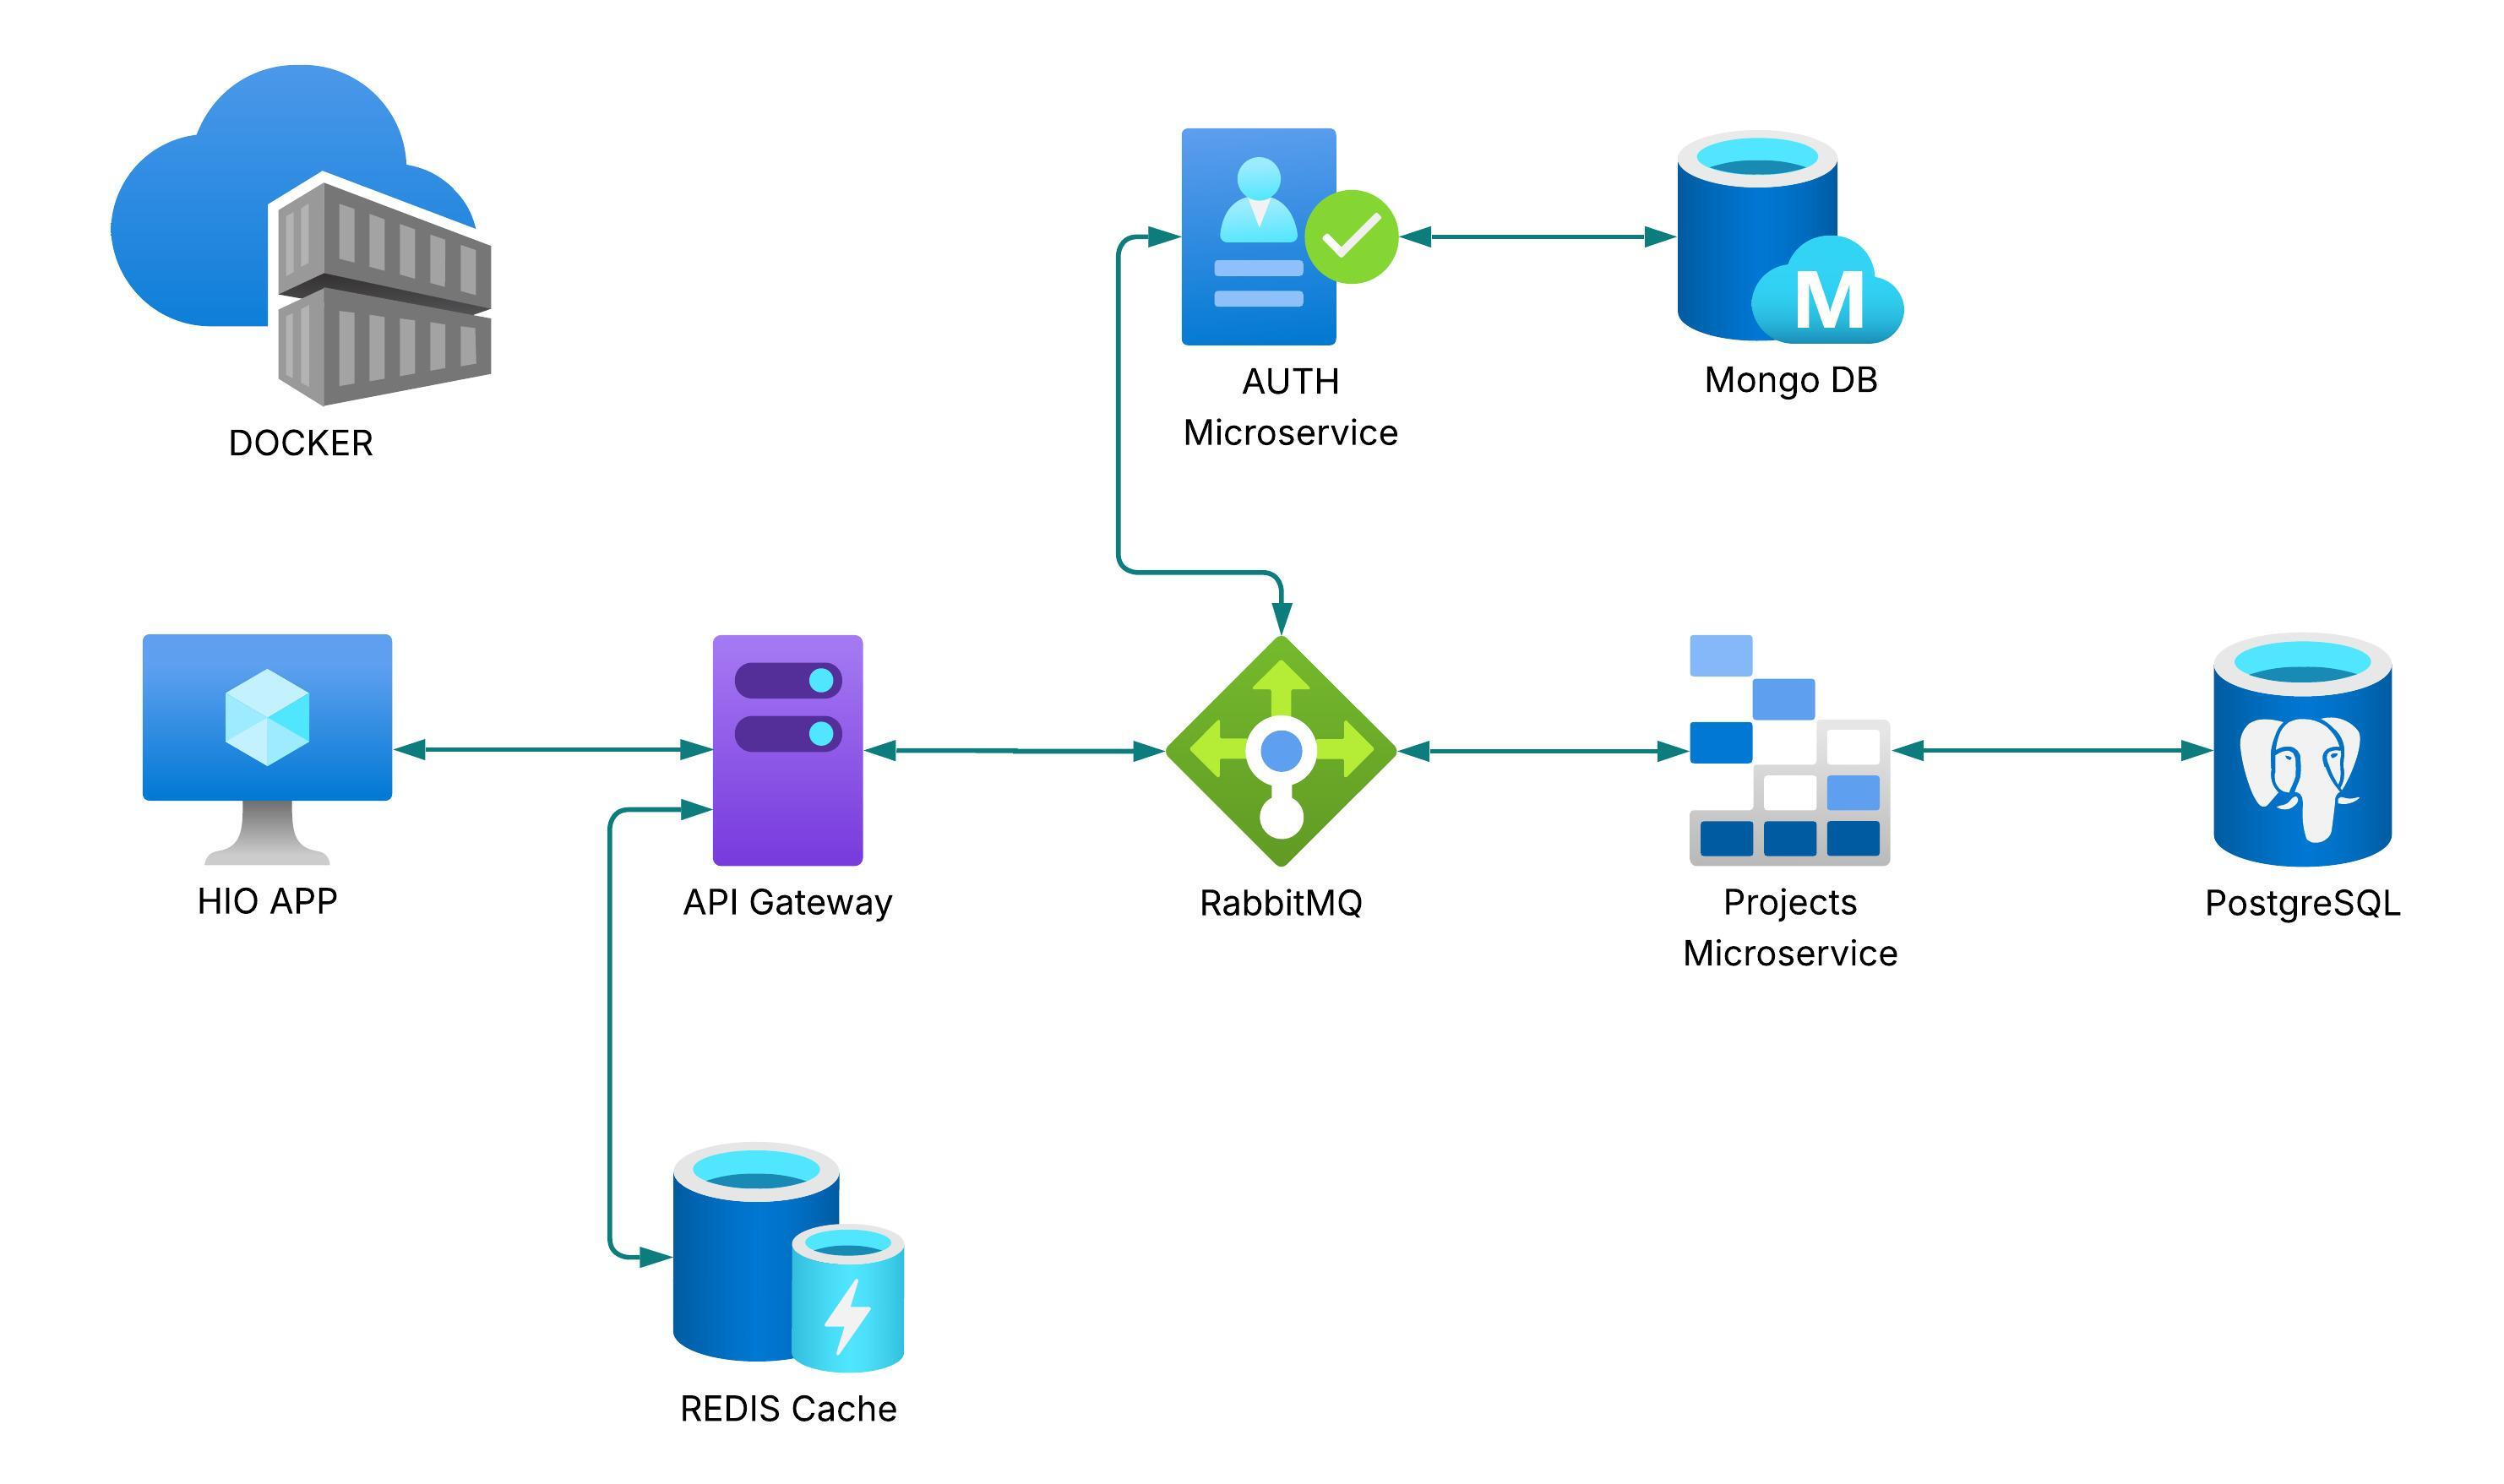 DOCKER
AUTH
Microservice
M
Mongo DB
HIO APP
API Gateway
RabbitMQ
Projects
Microservice
PostgreSQL
REDIS Cache